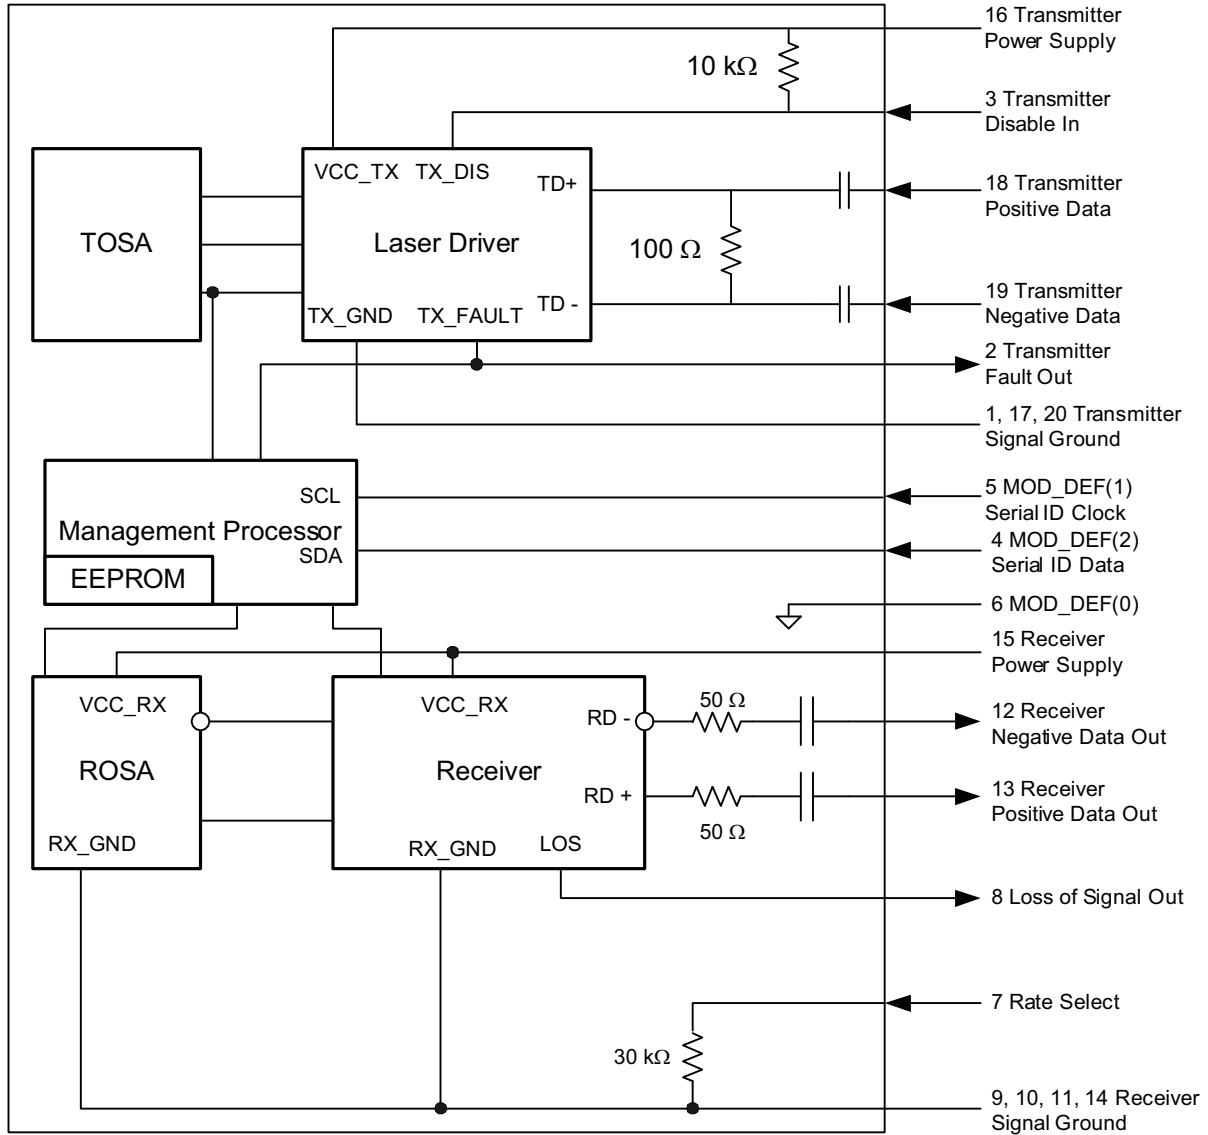 16 Transmitter
Power Supply
10 kΩ
3 Transmitter
Disable In
VCC_TX TX_DIS
TD+
18 Transmitter
Positive Data
TOSA
Laser Driver
100 Ω
TX_GND TX_FAULT
TD -
19 Transmitter
Negative Data
2 Transmitter
Fault Out
1, 17, 20 Transmitter
Signal Ground
SCL
5 MOD_DEF(1)
Serial ID Clock
Management Processor
SDA
4 MOD_DEF(2)
Serial ID Data
EEPROM
6 MOD_DEF(0)
15 Receiver
Power Supply
VCC_RX
VCC_RX
RD -
50 Ω
12 Receiver
Negative Data Out
ROSA
Receiver
RD +
50 Ω
13 Receiver
Positive Data Out
RX_GND
RX_GND
LOS
8 Loss of Signal Out
7 Rate Select
30 kΩ
9, 10, 11, 14 Receiver
Signal Ground